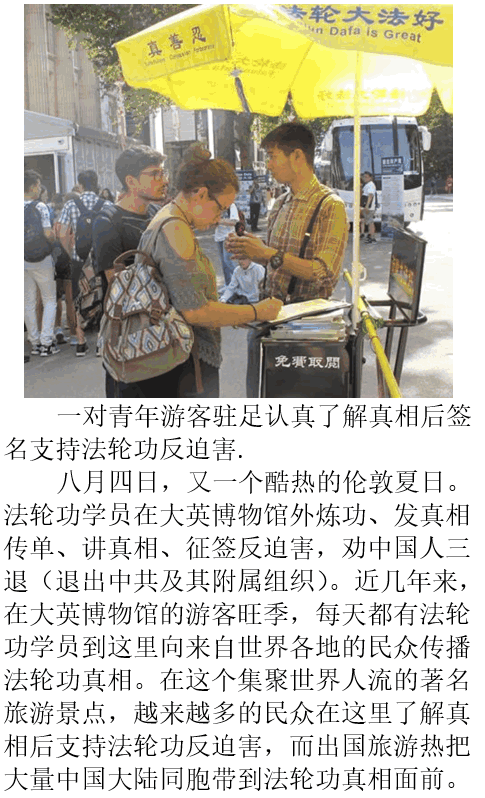 法轮大法好
Falun Dafa is Great
真善忍
免費取閱
一对青年游客驻足认真了解真相后签
名支持法轮功反迫害.
八月四日，又一个酷热的伦敦夏日。
法轮功学员在大英博物馆外炼功、发真相
传单、讲真相、征签反迫害，劝中国人三
退（退出中共及其附属组织）。近几年来，
在大英博物馆的游客旺季，每天都有法轮
功学员到这里向来自世界各地的民众传播
法轮功真相。在这个集聚世界人流的著名
旅游景点，越来越多的民众在这里了解真
相后支持法轮功反迫害，而出国旅游热把
大量中国大陆同胞带到法轮功真相面前。